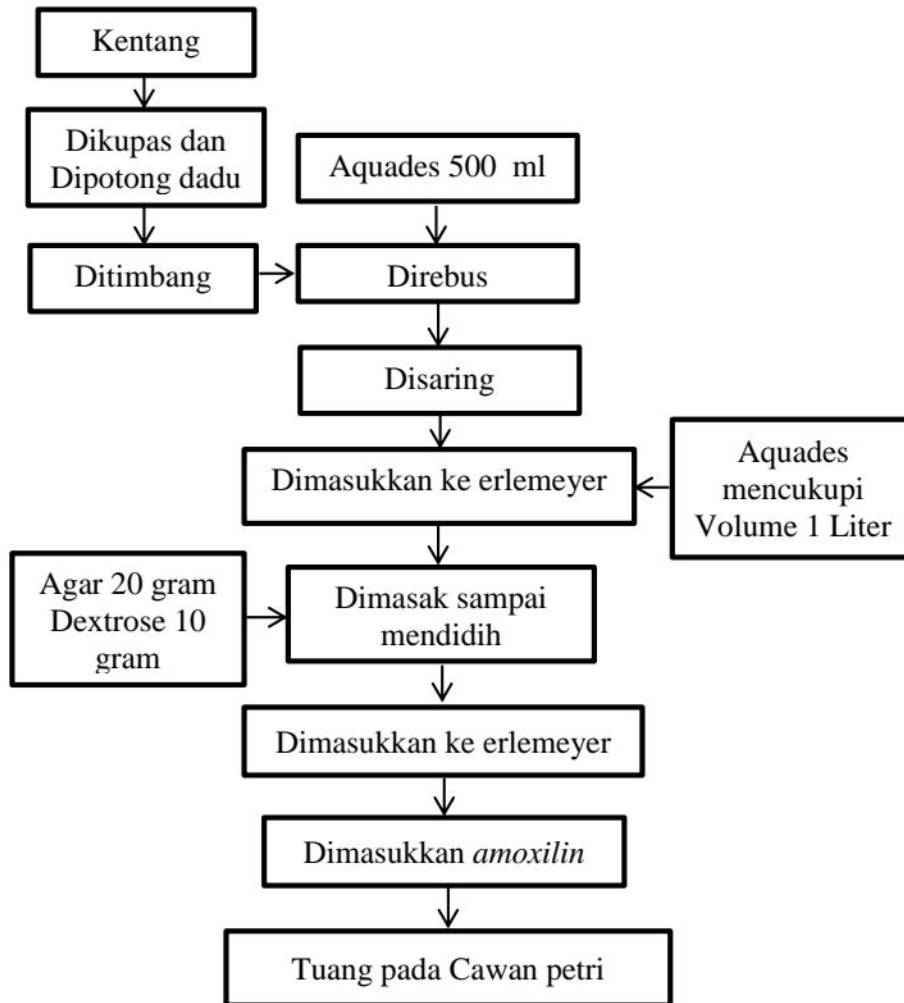 Kentang
Dikupas dan
Dipotong dadu
Aquades 500 ml
Ditimbang
Direbus
Disaring
Dimasukkan ke erlemeyer
Aquades
mencukupi
Volume 1 Liter
Agar 20 gram
Dextrose 10
gram
Dimasak sampai
mendidih
Dimasukkan ke erlemeyer
Dimasukkan amoxilin
Tuang pada Cawan petri